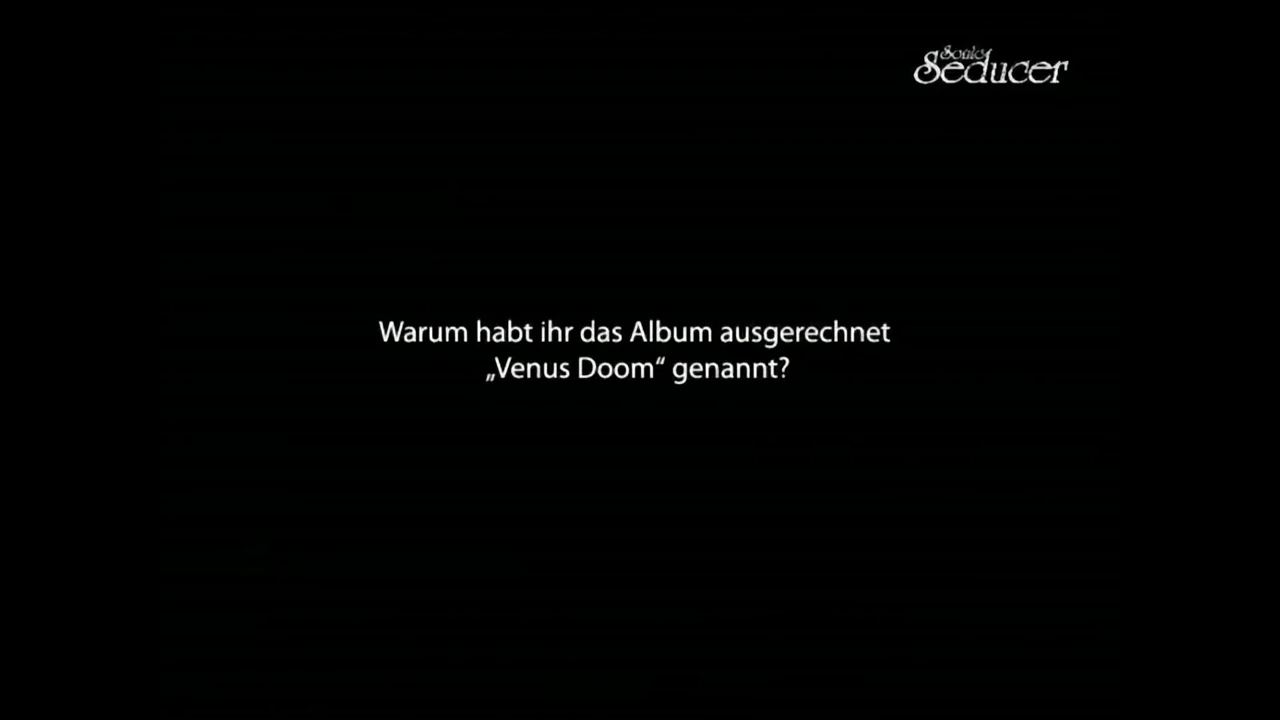 Sonic
Seducer
Warum habt ihr das Album ausgerechnet
„Venus Doom“ genannt?